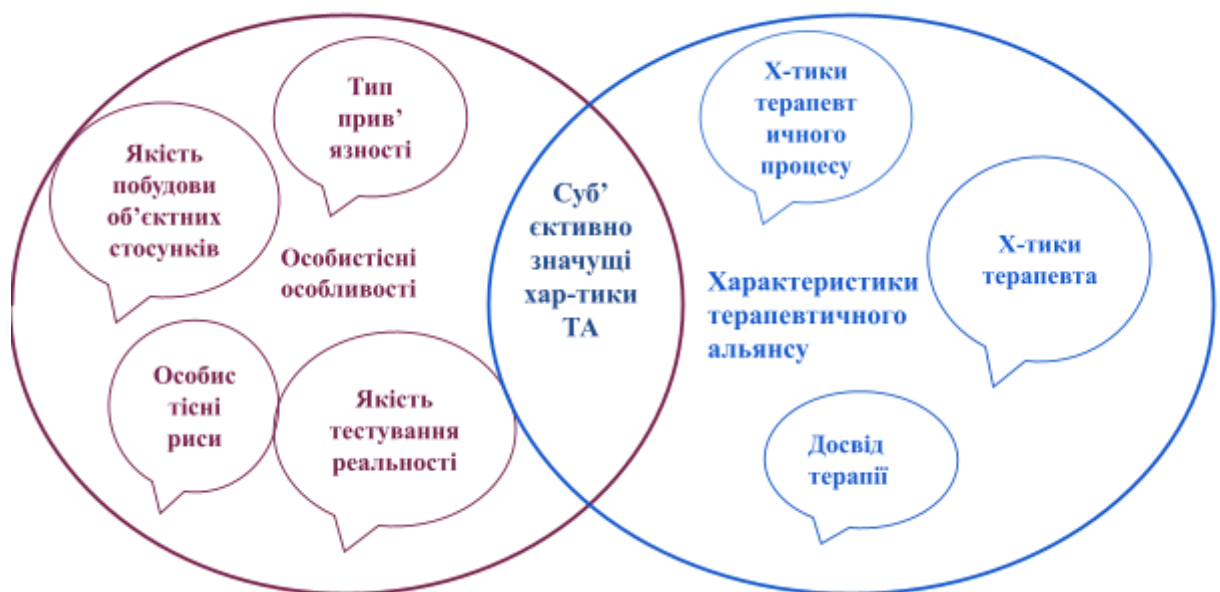 Тип
прив’
язності
Якість
побудови
об’єктних
стосунків
Особистісні
особливості
Особис
тісні
риси
Якість
тестування
реальності
Суб’
єктивно
значущі
хар-тики
ТА
Х-тики
терапевт
ичного
процесу
Х-тики
терапевта
Характеристики
терапевтичного
альянсу
Досвід
терапії